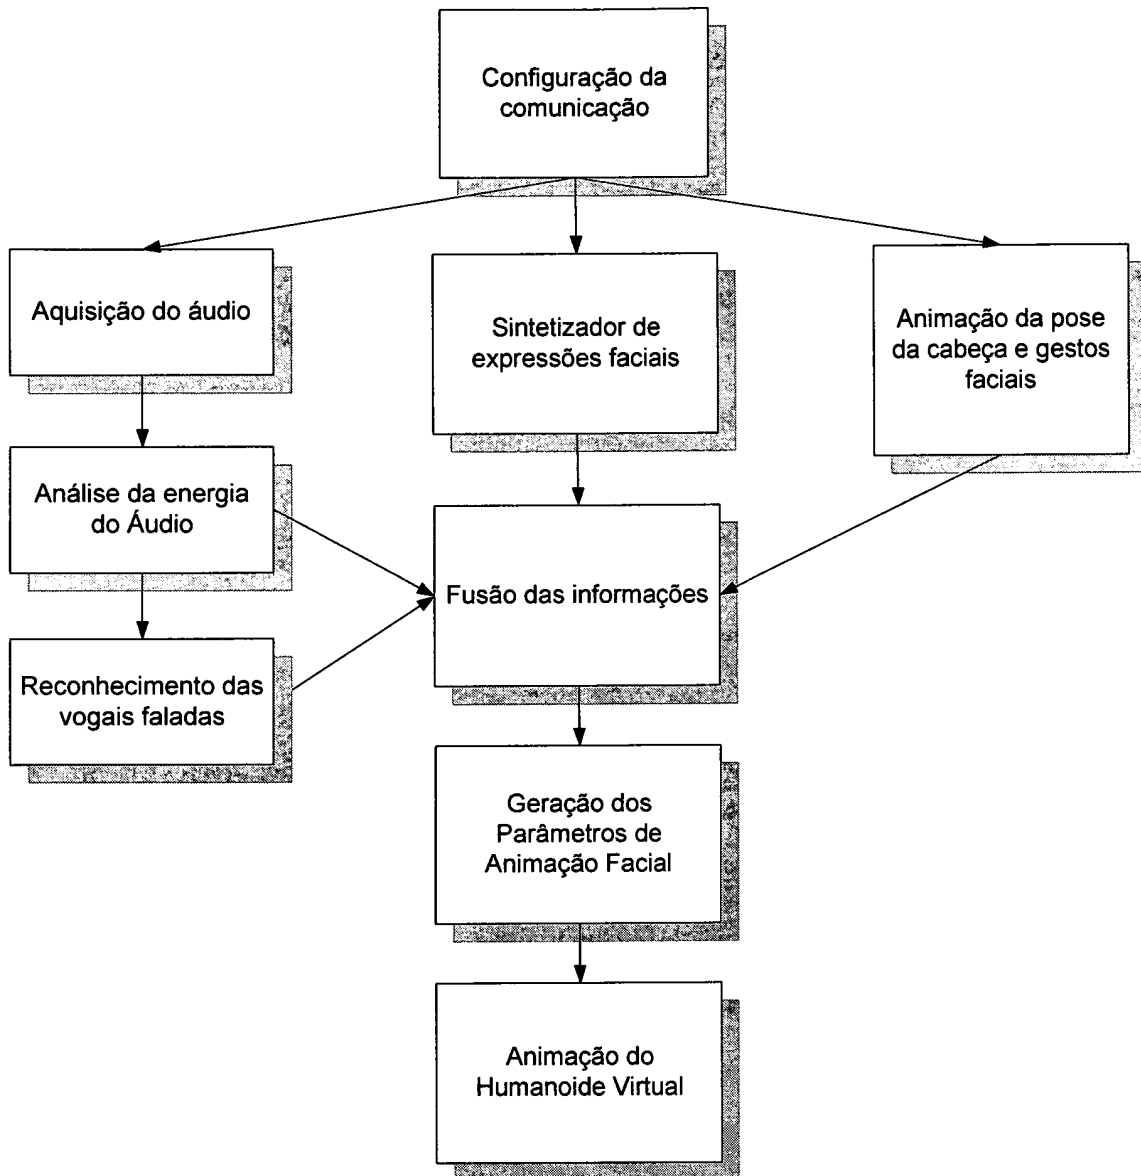 Configuração da
comunicação
Aquisição do áudio
Sintetizador de
expressões faciais
Animação da pose
da cabeça e gestos
faciais
Análise da energia
do Áudio
Fusão das informações
Reconhecimento das
vogais faladas
Geração dos
Parâmetros de
Animação Facial
Animação do
Humanoide Virtual